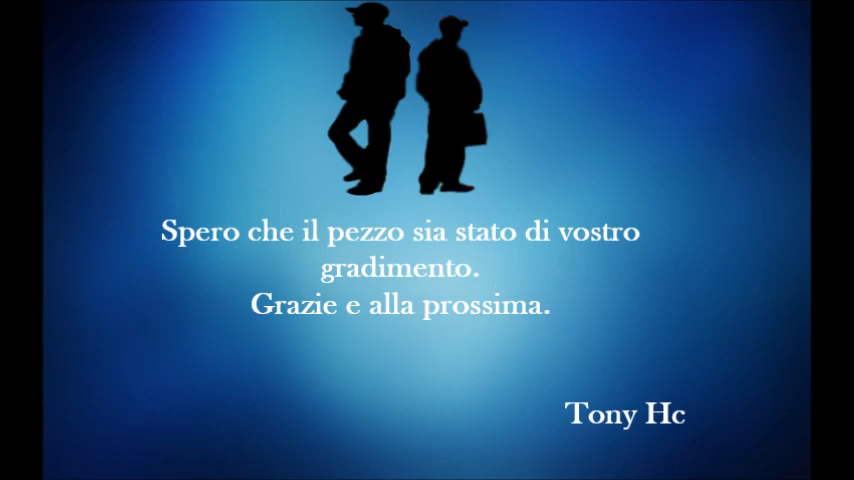 Spero che il pezzo sia stato di vostro
gradimento.
Grazie e alla prossima.
Tony Hc